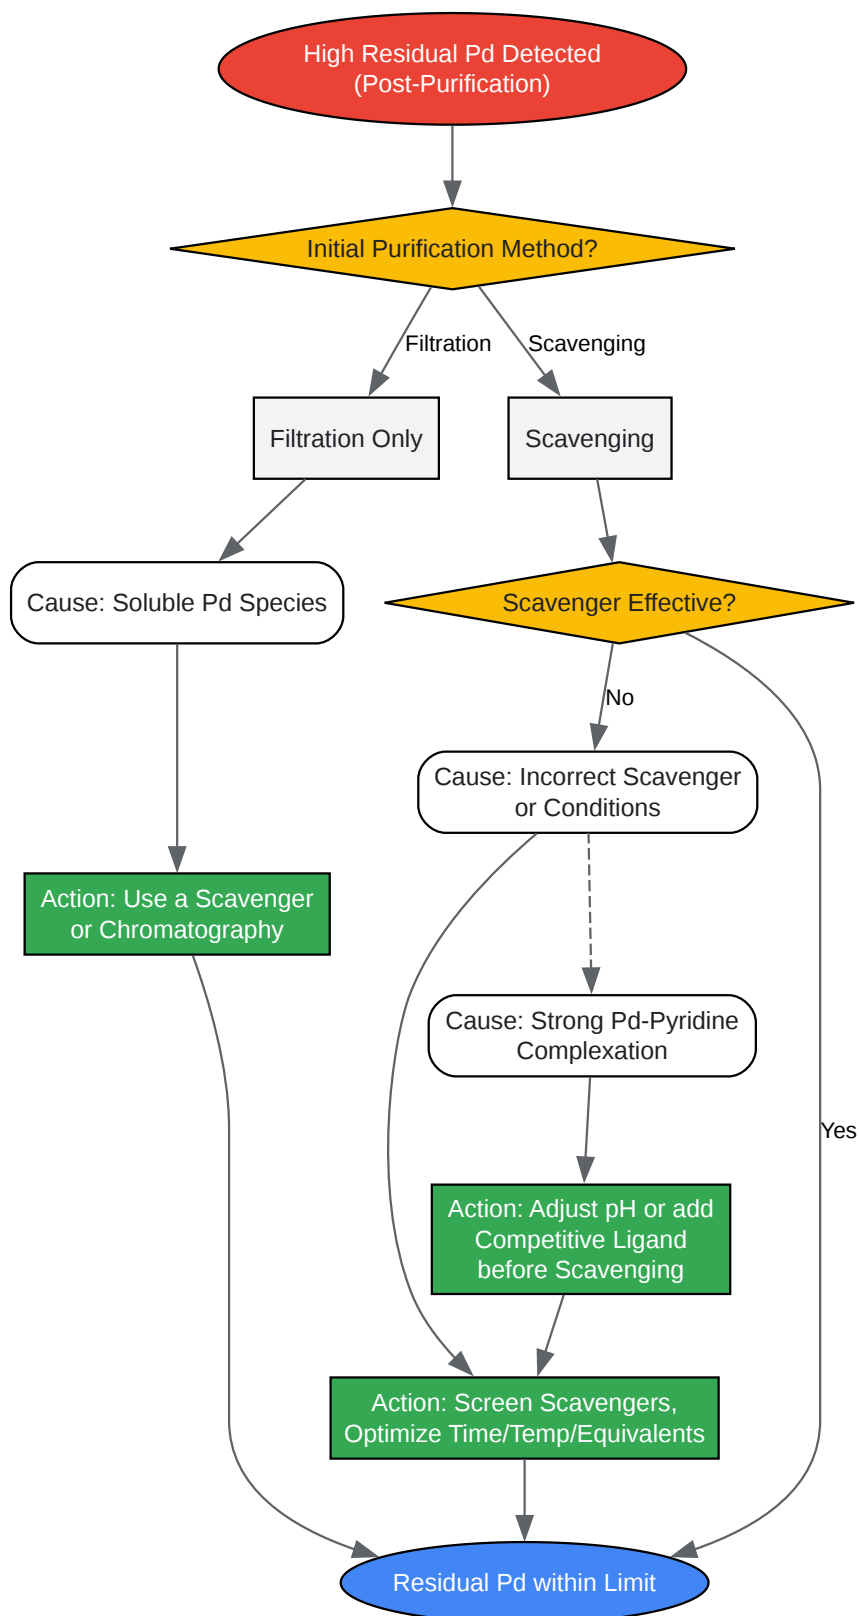 High Residual Pd Detected
(Post-Purification)
Initial Purification Method?
Filtration
Scavenging
Filtration Only
Scavenging
Cause: Soluble Pd Species
Scavenger Effective?
No
Cause: Incorrect Scavenger
or Conditions
Action: Use a Scavenger
or Chromatography
Cause: Strong Pd-Pyridine
Complexation
Yes
Action: Adjust pH or add
Competitive Ligand
before Scavenging
Action: Screen Scavengers,
Optimize Time/Temp/Equivalents
Residual Pd within Limit